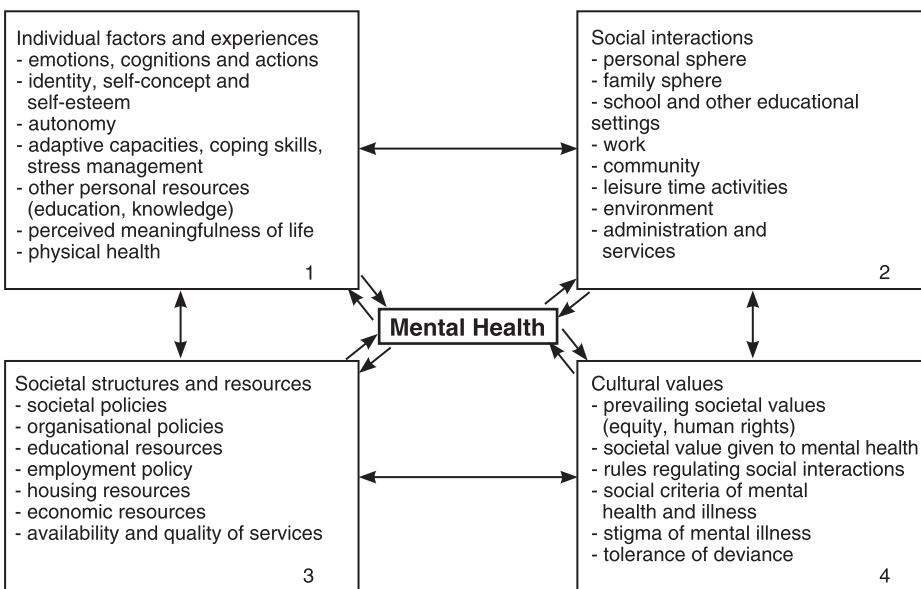 Individual factors and experiences
- emotions, cognitions and actions
- identity, self-concept and
self-esteem
- autonomy
- adaptive capacities, coping skills,
stress management
- other personal resources
(education, knowledge)
- perceived meaningfulness of life
- physical health
1
Social interactions
- personal sphere
- family sphere
- school and other educational
settings
- work
- community
- leisure time activities
- environment
- administration and
services
2
Mental Health
Societal structures and resources
- societal policies
- organisational policies
- educational resources
- employment policy
- housing resources
- economic resources
- availability and quality of services
3
Cultural values
- prevailing societal values
(equity, human rights)
- societal value given to mental health
- rules regulating social interactions
- social criteria of mental
health and illness
- stigma of mental illness
- tolerance of deviance
4